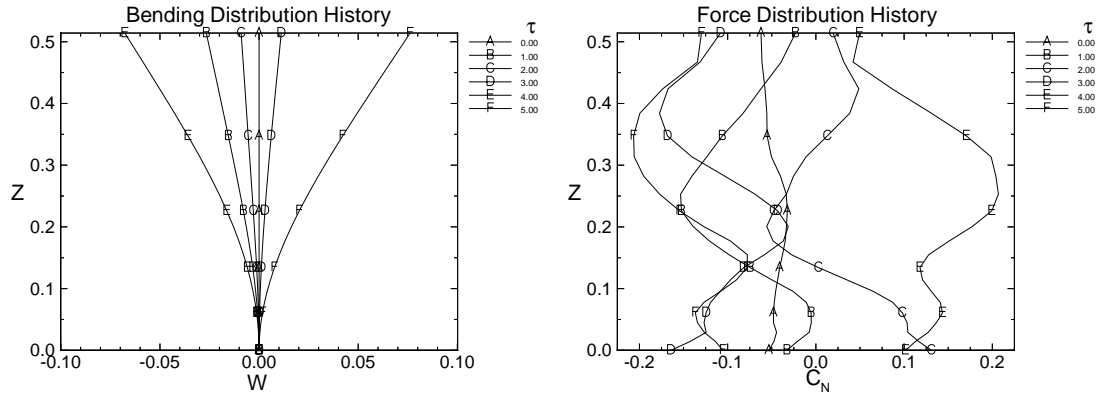 Bending Distribution History
Z
0.5
0.4
0.3
0.2
0.1
0.0
-0.10
-0.05
0.00
0.05
0.10
W
τ
A 0.00
B 1.00
C 2.00
D 3.00
E 4.00
F 5.00
Force Distribution History
Z
0.5
0.4
0.3
0.2
0.1
0.0
-0.2
-0.1
0.0
0.1
0.2
C_N
τ
A 0.00
B 1.00
C 2.00
D 3.00
E 4.00
F 5.00